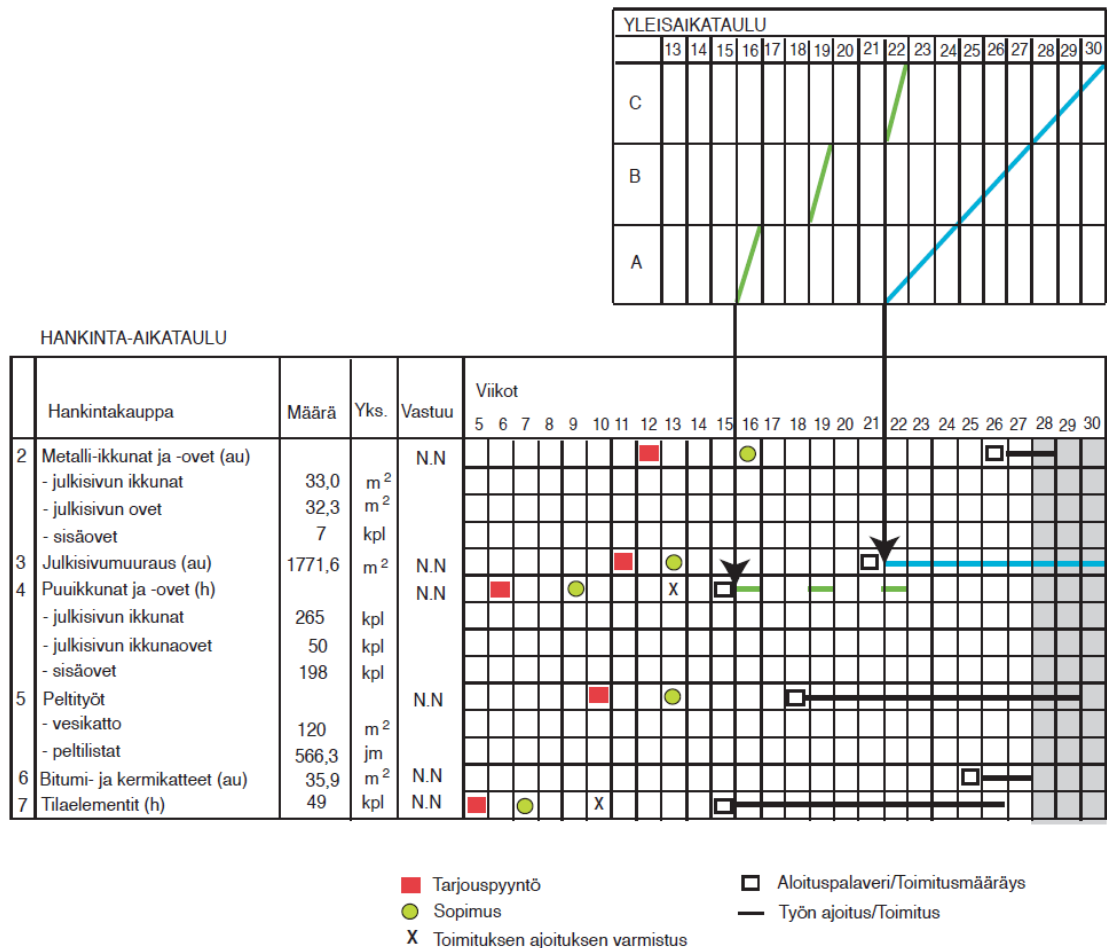 YLEISAIKATAULU
13 14 15 16 17 18 19 20 21 22 23 24 25 26 27 28 29 30
C
B
A
HANKINTA-AIKATAULU
Hankintakauppa Määrä Yks. Vastuu Viikot
5 6 7 8 9 10 11 12 13 14 15 16 17 18 19 20 21 22 23 24 25 26 27 28 29 30
2 Metalli-ikkunat ja -ovet (au) N.N
- julkisivun ikkunat 33,0 m²
- julkisivun ovet 32,3 m²
- sisäovet 7 kpl
3 Julkisivumuuraus (au) 1771,6 m² N.N
4 Puuikkunat ja -ovet (h) N.N X
- julkisivun ikkunat 265 kpl
- julkisivun ikkunaovet 50 kpl
- sisäovet 198 kpl
5 Peltityöt N.N
- vesikatto 120 m²
- peltilistat 566,3 jm
6 Bitumi- ja kermikatteet (au) 35,9 m² N.N
7 Tilaelementit (h) 49 kpl N.N X
Tarjouspyyntö
Sopimus
X Toimituksen ajoituksen varmistus
Aloituspalaveri/Toimitusmääräys
Työn ajoitus/Toimitus